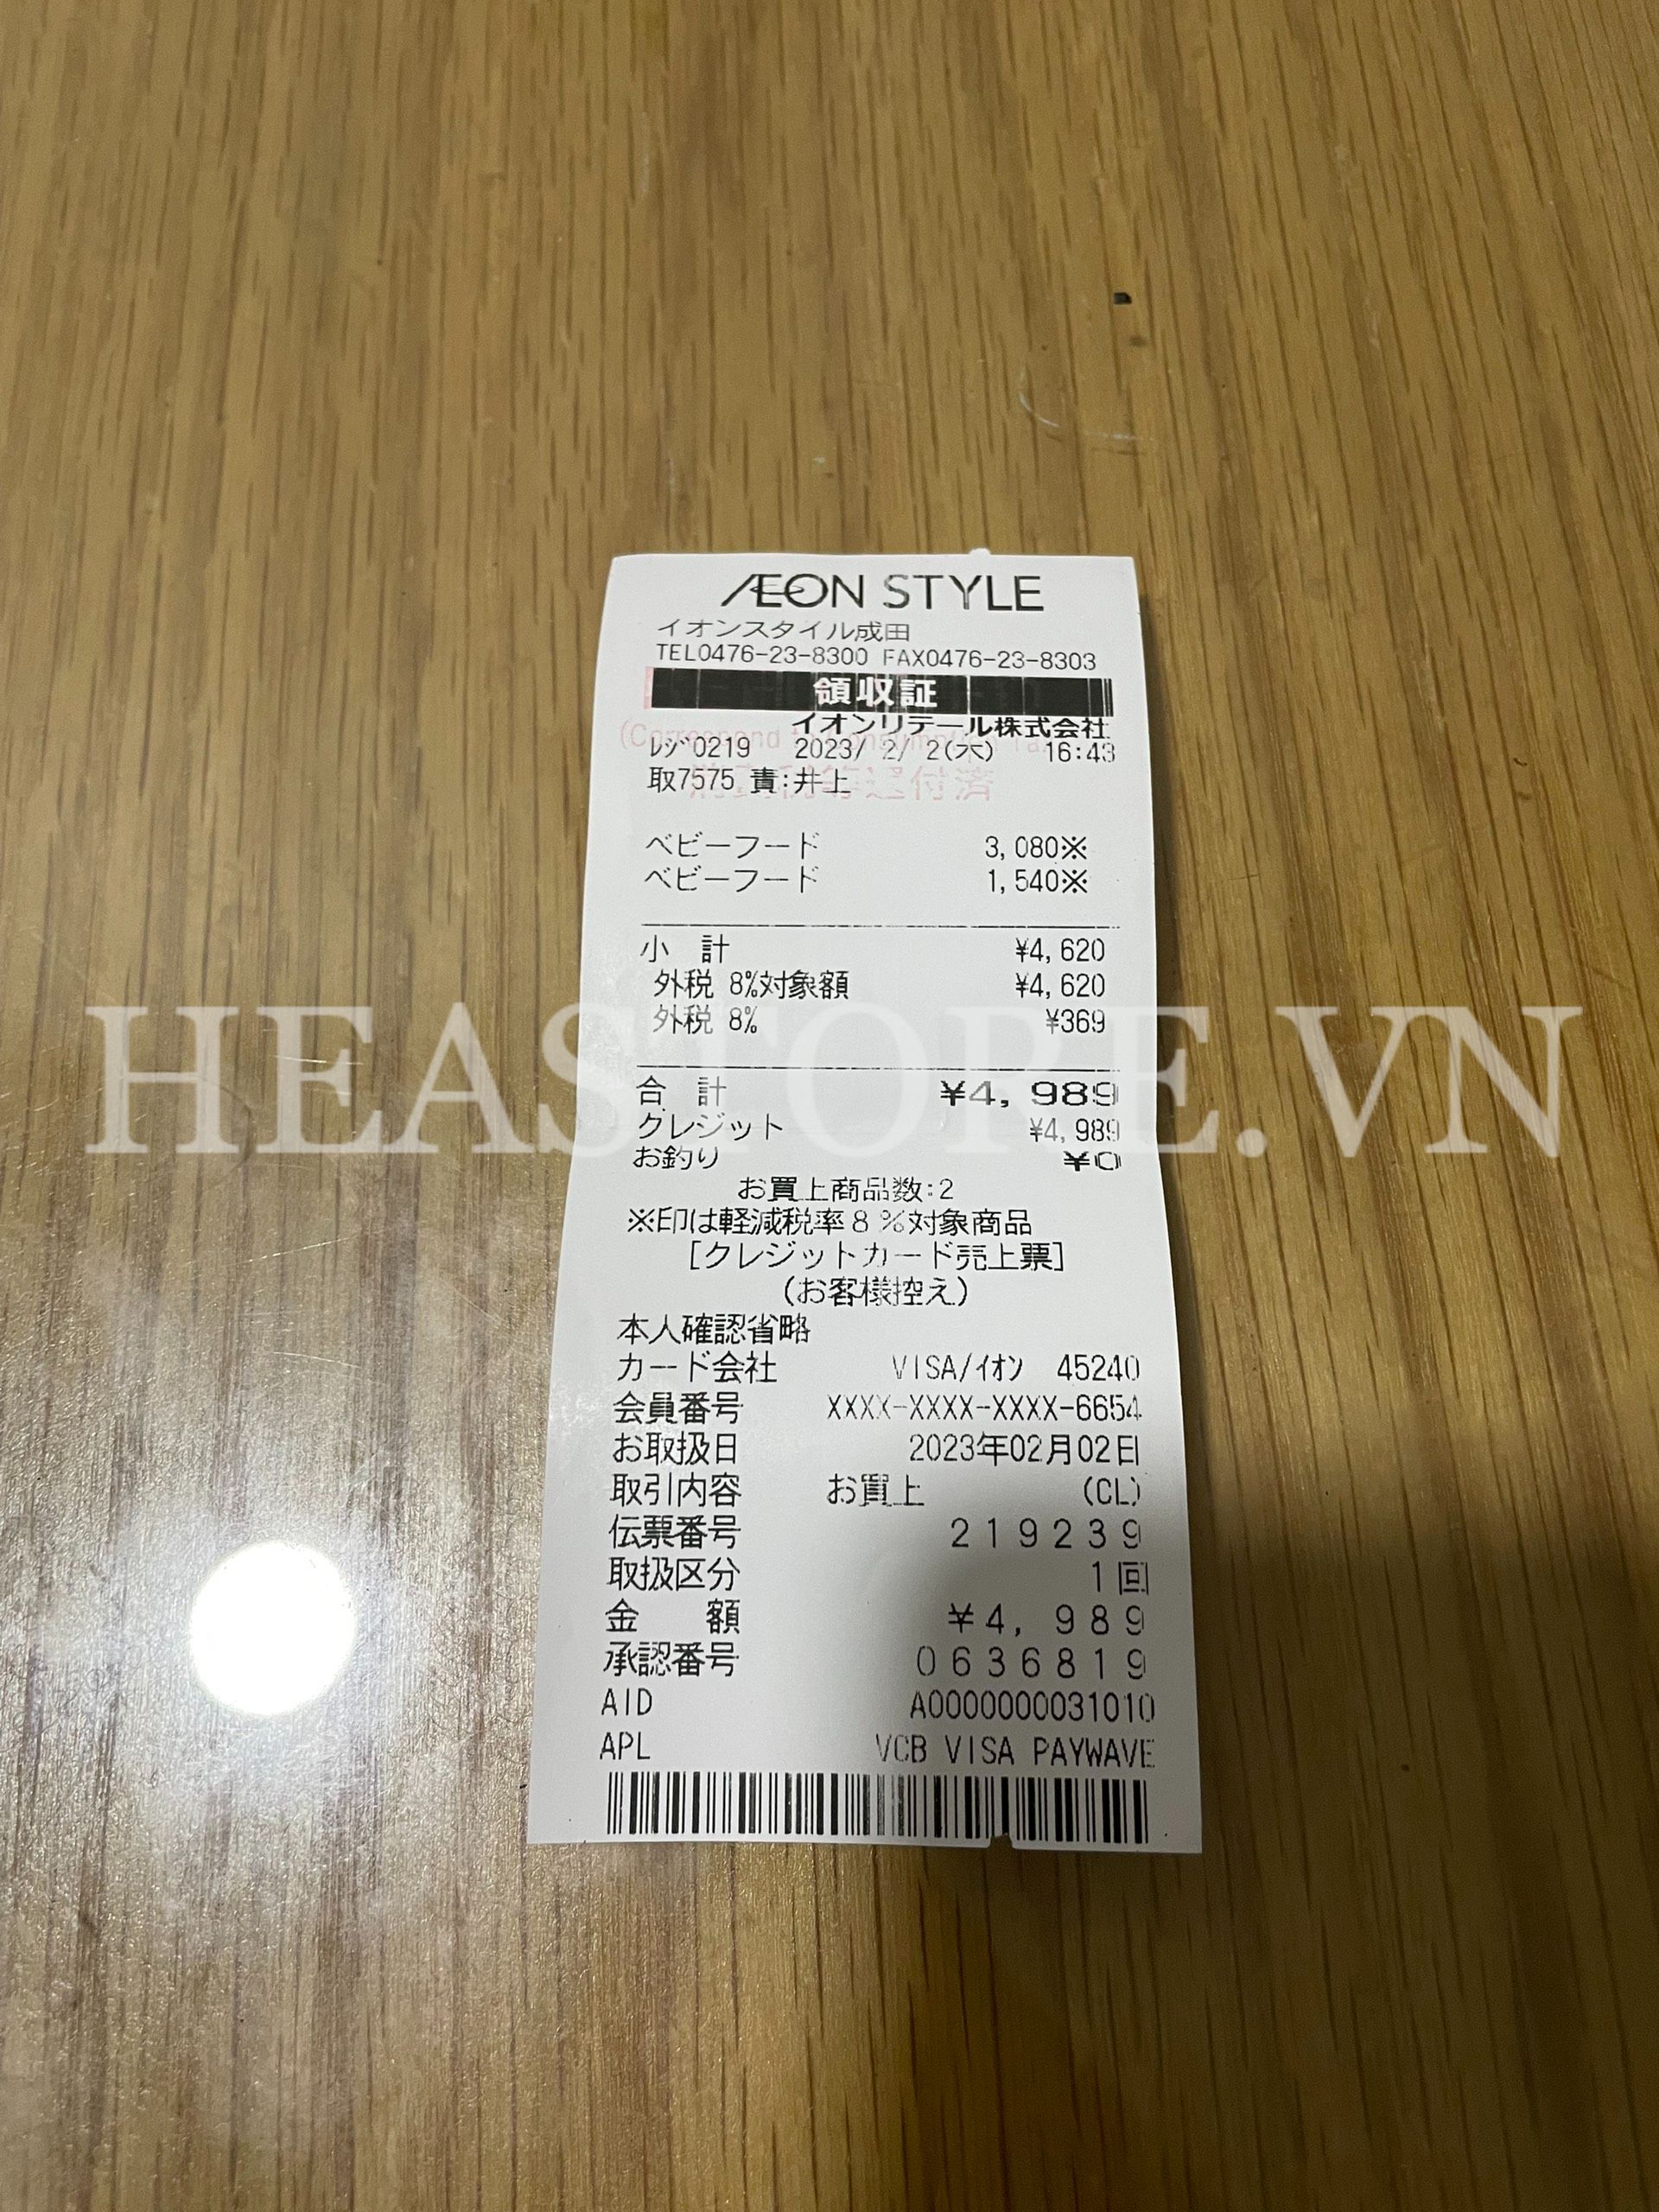 ÆON STYLE
イオンスタイル成田
TEL0476-23-8300 FAX0476-23-8303
領収証
イオンリテール株式会社
ﾚｼﾞ0219 2023/ 2/ 2(木) 16:43
取7575 責:井上
ベビーフード 3,080※
ベビーフード 1,540※
小 計 ¥4,620
外税 8%対象額 ¥4,620
外税 8% ¥369
HEASTORE.VN
合 計 ¥4,989
クレジット ¥4,989
お釣り ¥0
お買上商品数:2
※印は軽減税率8%対象商品
[クレジットカード売上票]
(お客様控え)
本人確認省略
カード会社 VISA/ｲｵﾝ 45240
会員番号 XXXX-XXXX-XXXX-6654
お取扱日 2023年02月02日
取引内容 お買上 (CL)
伝票番号 219239
取扱区分 1回
金 額 ¥4,989
承認番号 0636819
AID A0000000031010
APL VCB VISA PAYWAVE